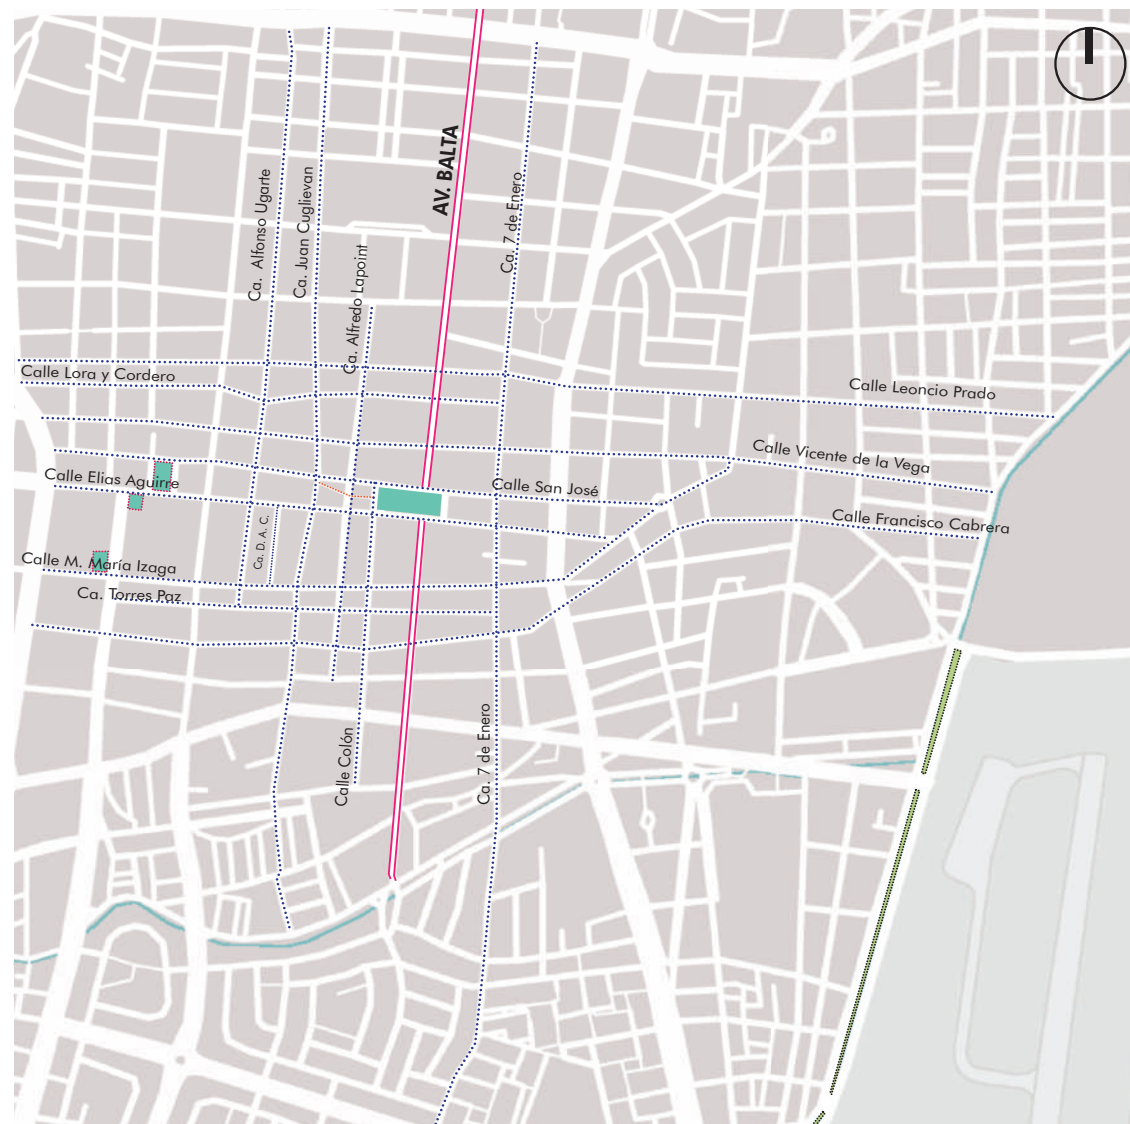 AV. BALTA
Ca. Alfonso Ugarte
Ca. Juan Cuglievan
Ca. 7 de Enero
Ca. Alfredo Lapoint
Calle Lora y Cordero
Calle Leoncio Prado
Calle Vicente de la Vega
Calle Elias Aguirre
Calle San José
Calle Francisco Cabrera
Ca. D. A. C.
Calle M. María Izaga
Ca. Torres Paz
Calle Colón
Ca. 7 de Enero